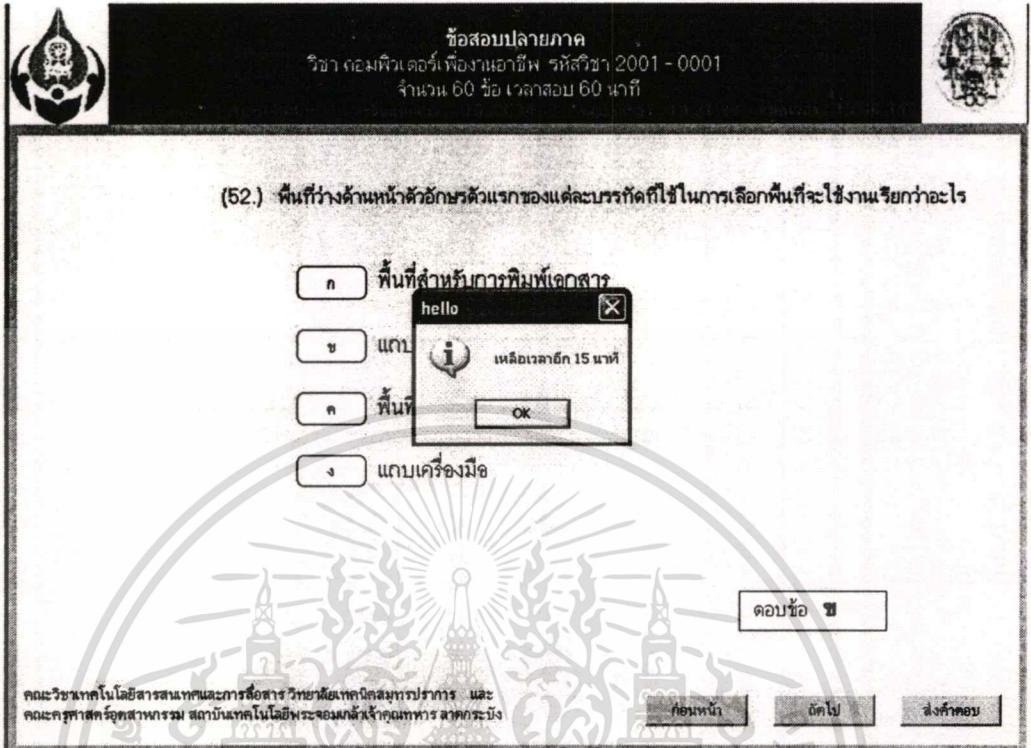 ข้อสอบปลายภาค
วิชา คอมพิวเตอร์เพื่องานอาชีพ รหัสวิชา 2001 - 0001
จำนวน 60 ข้อ เวลาสอบ 60 นาที
(52.) พื้นที่ว่างด้านหน้าตัวอักษรตัวแรกของแต่ละบรรทัดที่ใช้ในการเลือกพื้นที่จะใช้งานเรียกว่าอะไร
ก พื้นที่สำหรับการพิมพ์เอกสาร
hello
ข แถบ
เหลือเวลาอีก 15 นาที
ค พื้นที่
OK
ง แถบเครื่องมือ
ตอบข้อ ข
คณะวิชาเทคโนโลยีสารสนเทศและการสื่อสาร วิทยาลัยเทคนิคสมุทรปราการ และ
คณะครุศาสตร์อุตสาหกรรม สถาบันเทคโนโลยีพระจอมเกล้าเจ้าคุณทหาร ลาดกระบัง
ก่อนหน้า ถัดไป ส่งคำตอบ